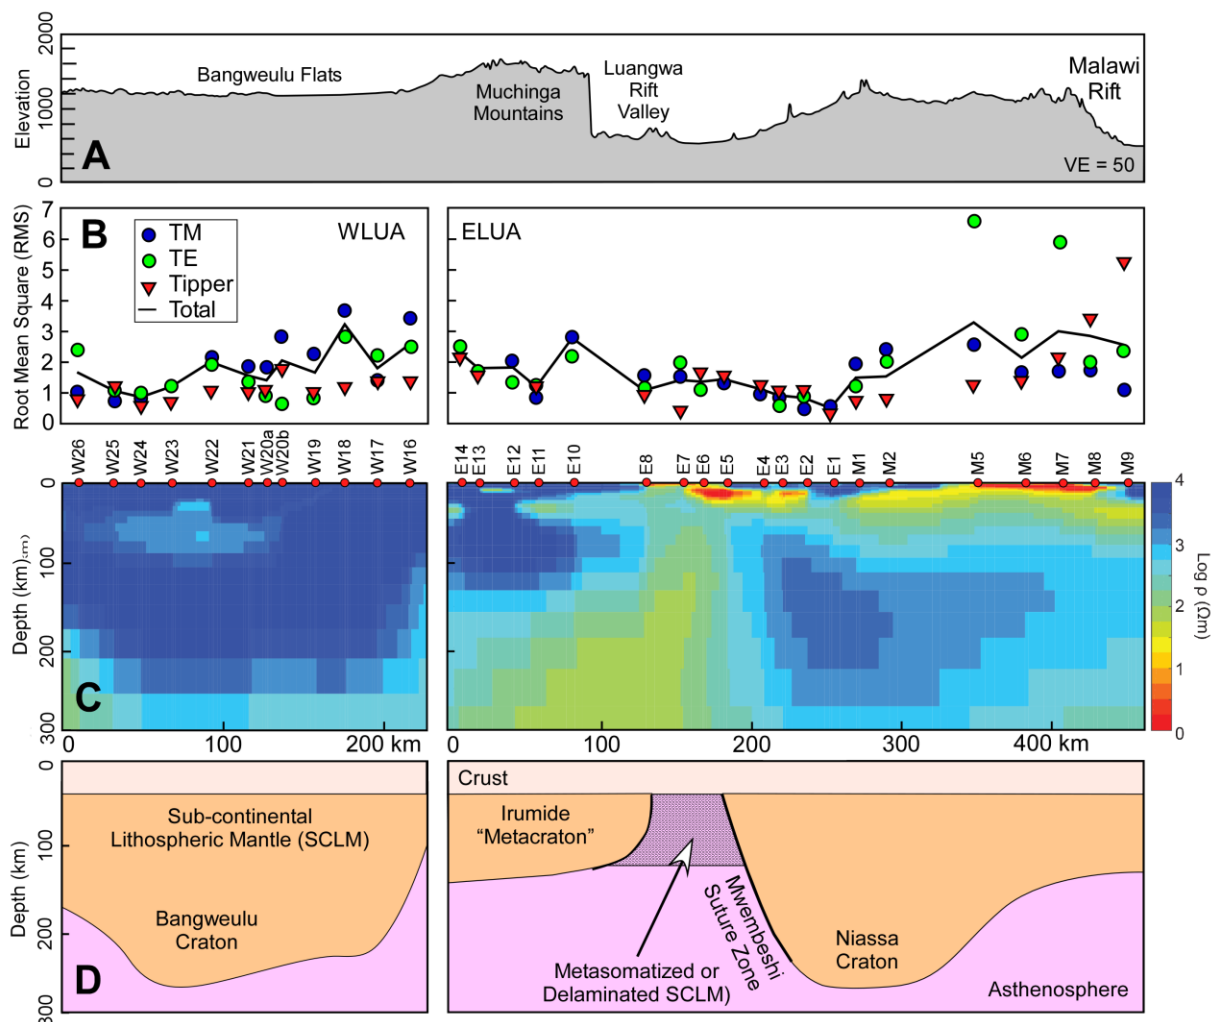 2000
1000
0
Elevation
Bangweulu Flats
Muchinga
Mountains
Luangwa
Rift
Valley
Malawi
Rift
A
VE = 50
Root Mean Square (RMS)
7
6
5
4
3
2
1
0
B
TM
TE
Tipper
Total
WLUA
ELUA
W26
W25
W24
W23
W22
W21
W20a
W20b
W19
W18
W17
W16
E14
E13
E12
E11
E10
E8
E7
E6
E5
E4
E3
E2
E1
M1
M2
M5
M6
M7
M8
M9
Depth (km)
0
100
200
300
C
0
100
200 km
0
100
200
300
400 km
4
3
2
1
0
Log ρ (Ωm)
Depth (km)
0
100
200
300
D
Sub-continental
Lithospheric Mantle (SCLM)
Bangweulu
Craton
Crust
Irumide
“Metacraton”
Mwembeshi
Suture Zone
Metasomatized or
Delaminated SCLM)
Niassa
Craton
Asthenosphere